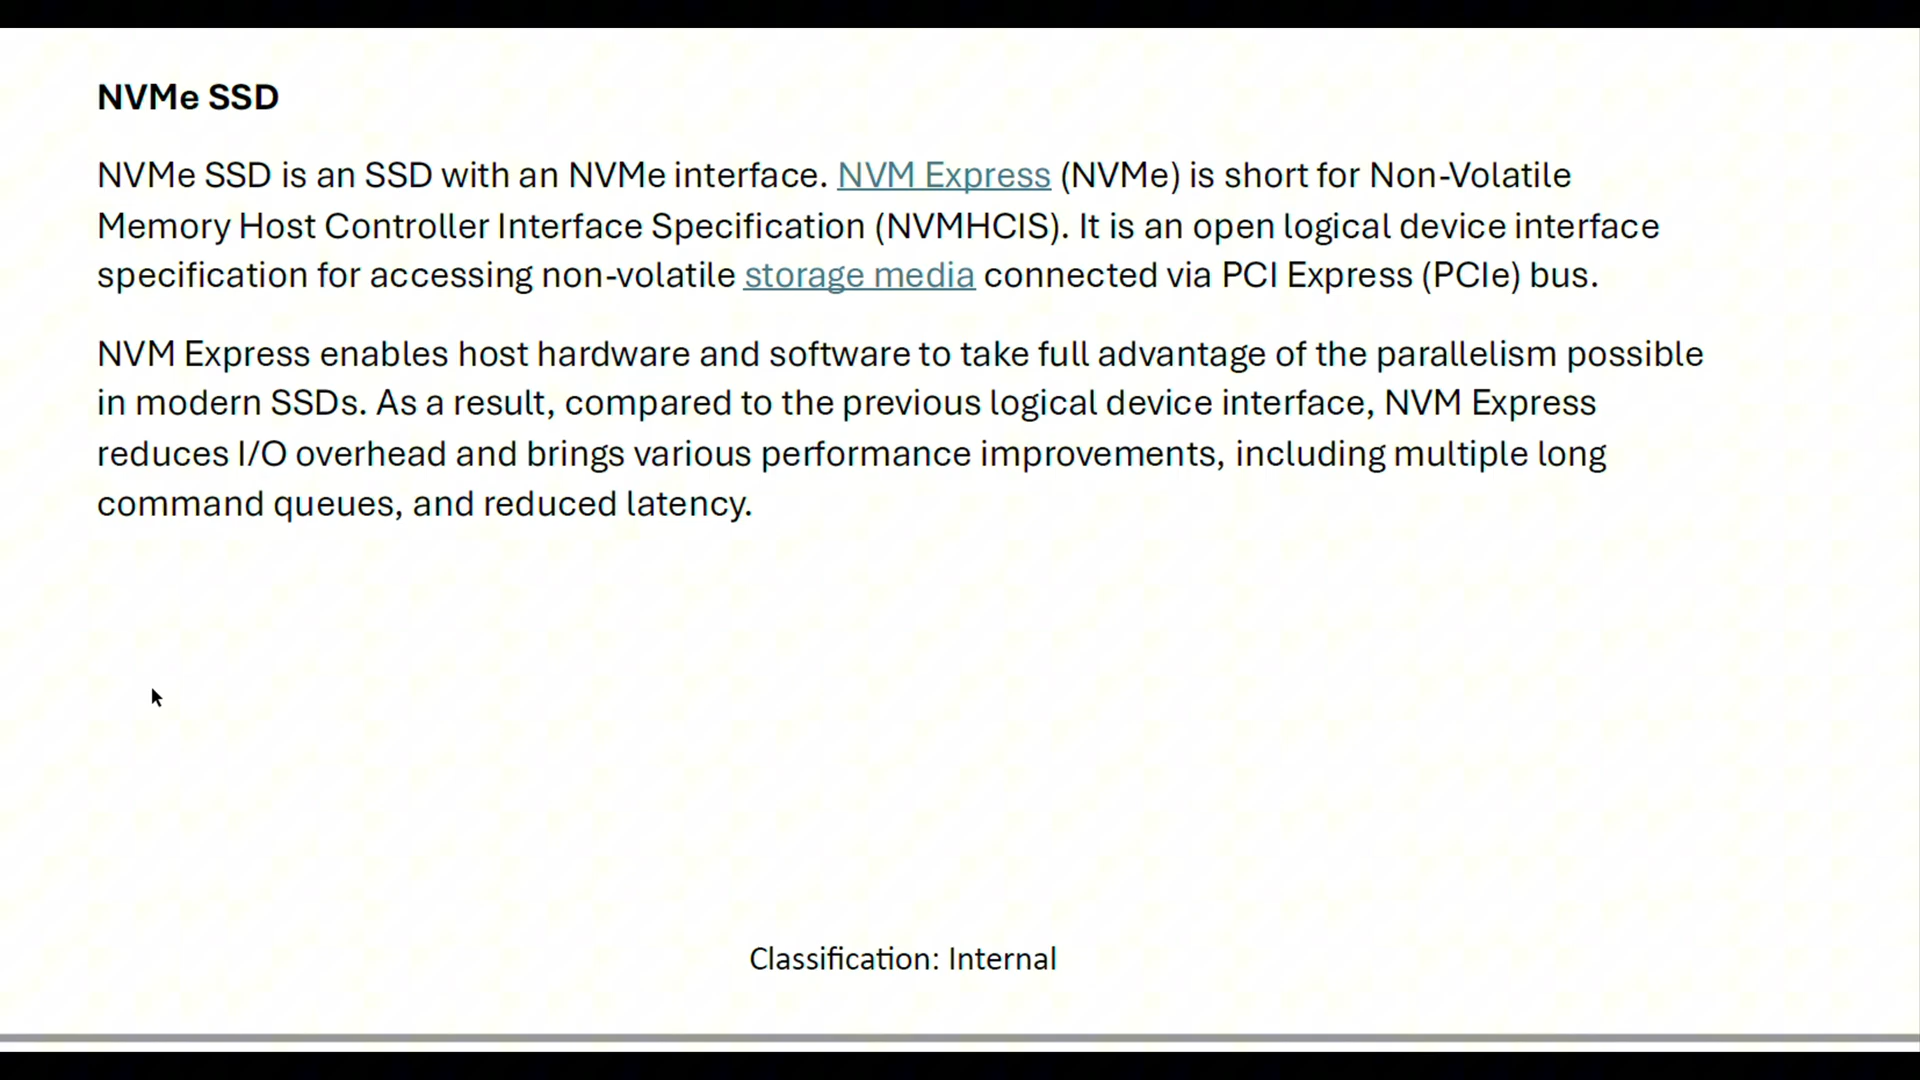 NVMe SSD
NVMe SSD is an SSD with an NVMe interface. NVM Express (NVMe) is short for Non-Volatile
Memory Host Controller Interface Specification (NVMHCIS). It is an open logical device interface
specification for accessing non-volatile storage media connected via PCI Express (PCIe) bus.
NVM Express enables host hardware and software to take full advantage of the parallelism possible
in modern SSDs. As a result, compared to the previous logical device interface, NVM Express
reduces I/O overhead and brings various performance improvements, including multiple long
command queues, and reduced latency.
Classification: Internal